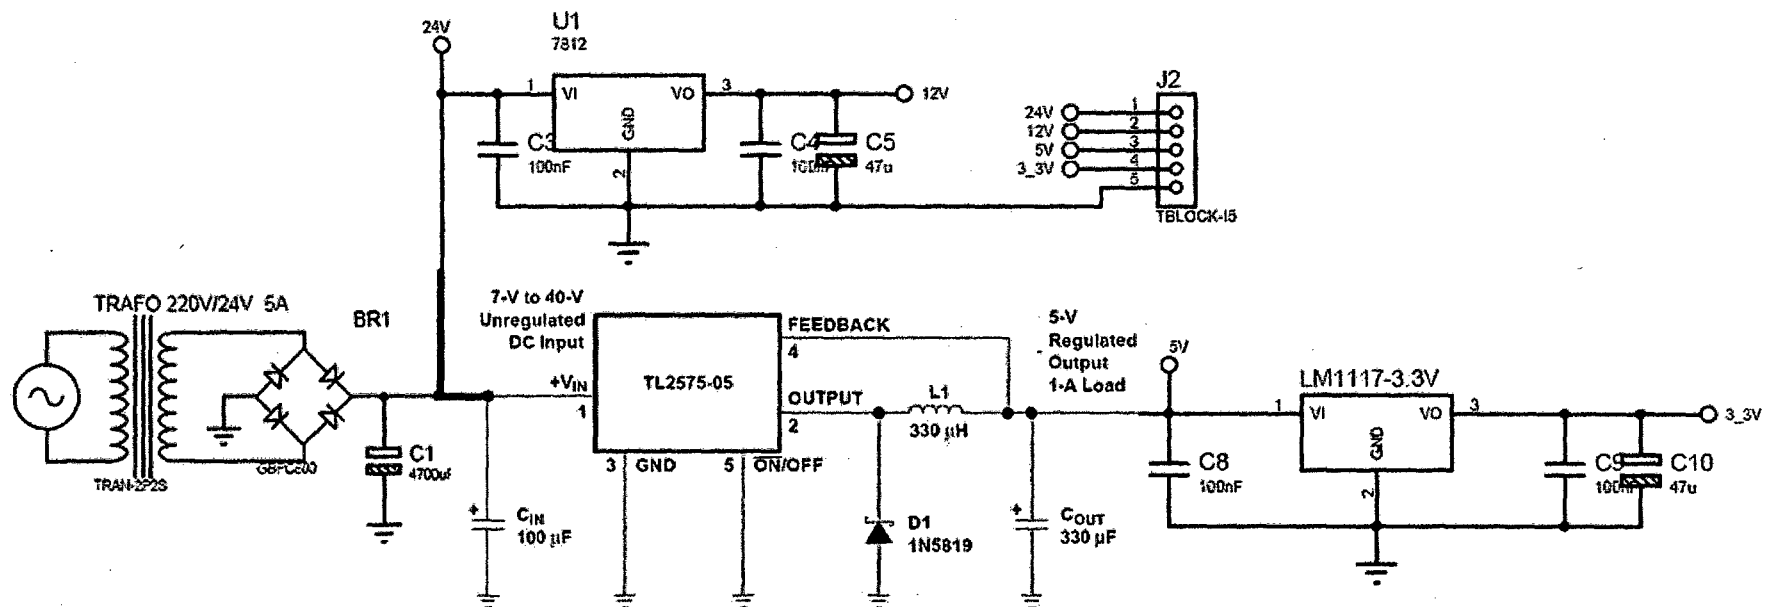 24V
U1
7812
1
VI
VO
3
GND
2
12V
C3
100nF
C4
100nF
C5
47u
J2
24V
12V
5V
3_3V
1
2
3
4
5
TBLOCK-I5
TRAFO 220V/24V 5A
BR1
TRAN-2P2S
C1
4700uF
7-V to 40-V
Unregulated
DC Input
+VIN
1
TL2575-05
FEEDBACK
4
OUTPUT
2
3
GND
5
ON/OFF
+
CIN
100 µF
L1
330 µH
D1
1N5819
5-V
Regulated
Output
1-A Load
+
COUT
330 µF
5V
LM1117-3.3V
1
VI
VO
3
GND
2
3_3V
C8
100nF
C9
100nF
C10
47u